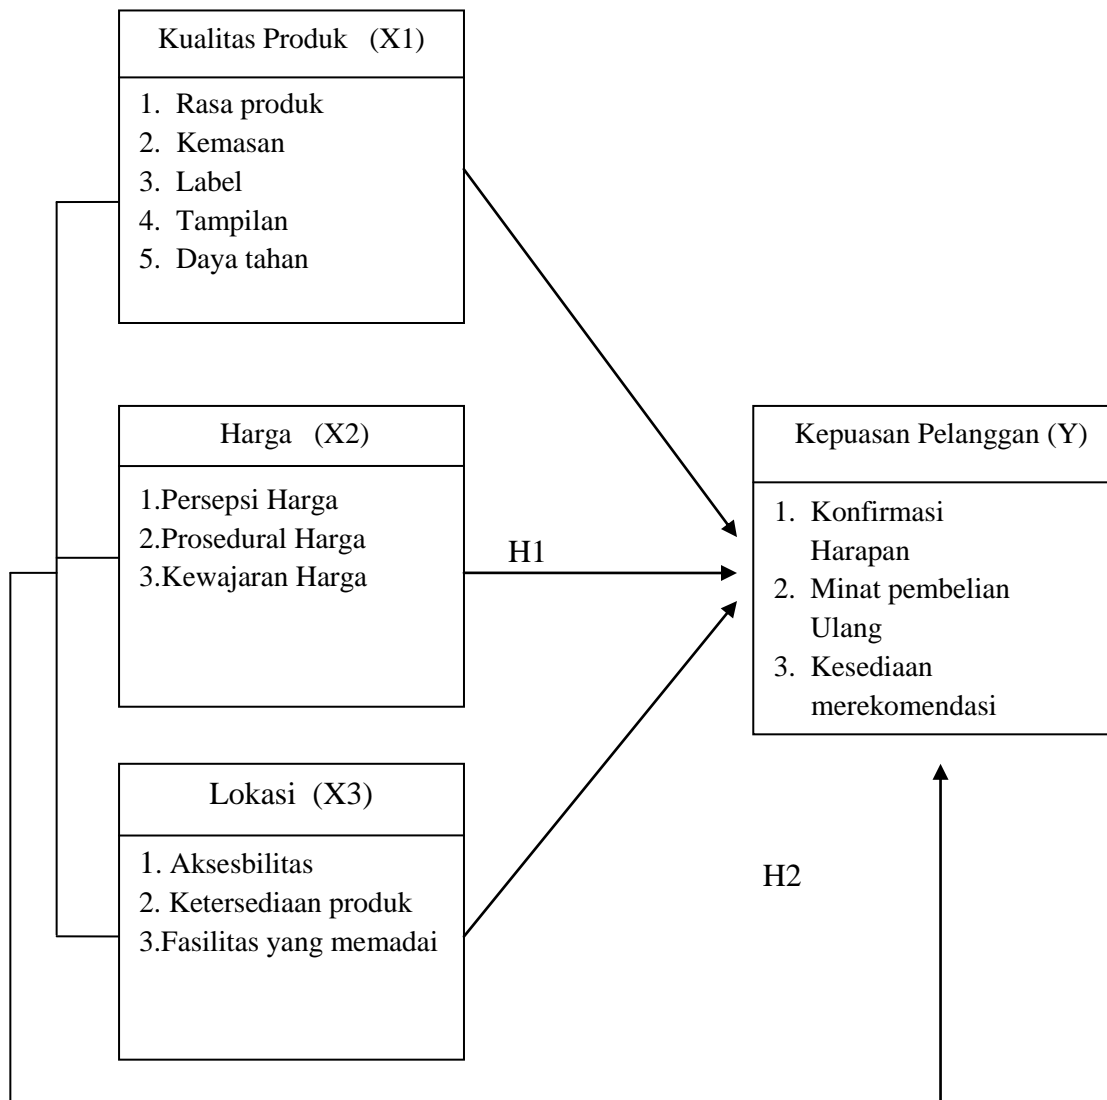 Kualitas Produk (X1)
1. Rasa produk
2. Kemasan
3. Label
4. Tampilan
5. Daya tahan
Harga (X2)
1.Persepsi Harga
2.Prosedural Harga
3.Kewajaran Harga
H1
Kepuasan Pelanggan (Y)
1. Konfirmasi
Harapan
2. Minat pembelian
Ulang
3. Kesediaan
merekomendasi
Lokasi (X3)
1. Aksesbilitas
2. Ketersediaan produk
3.Fasilitas yang memadai
H2